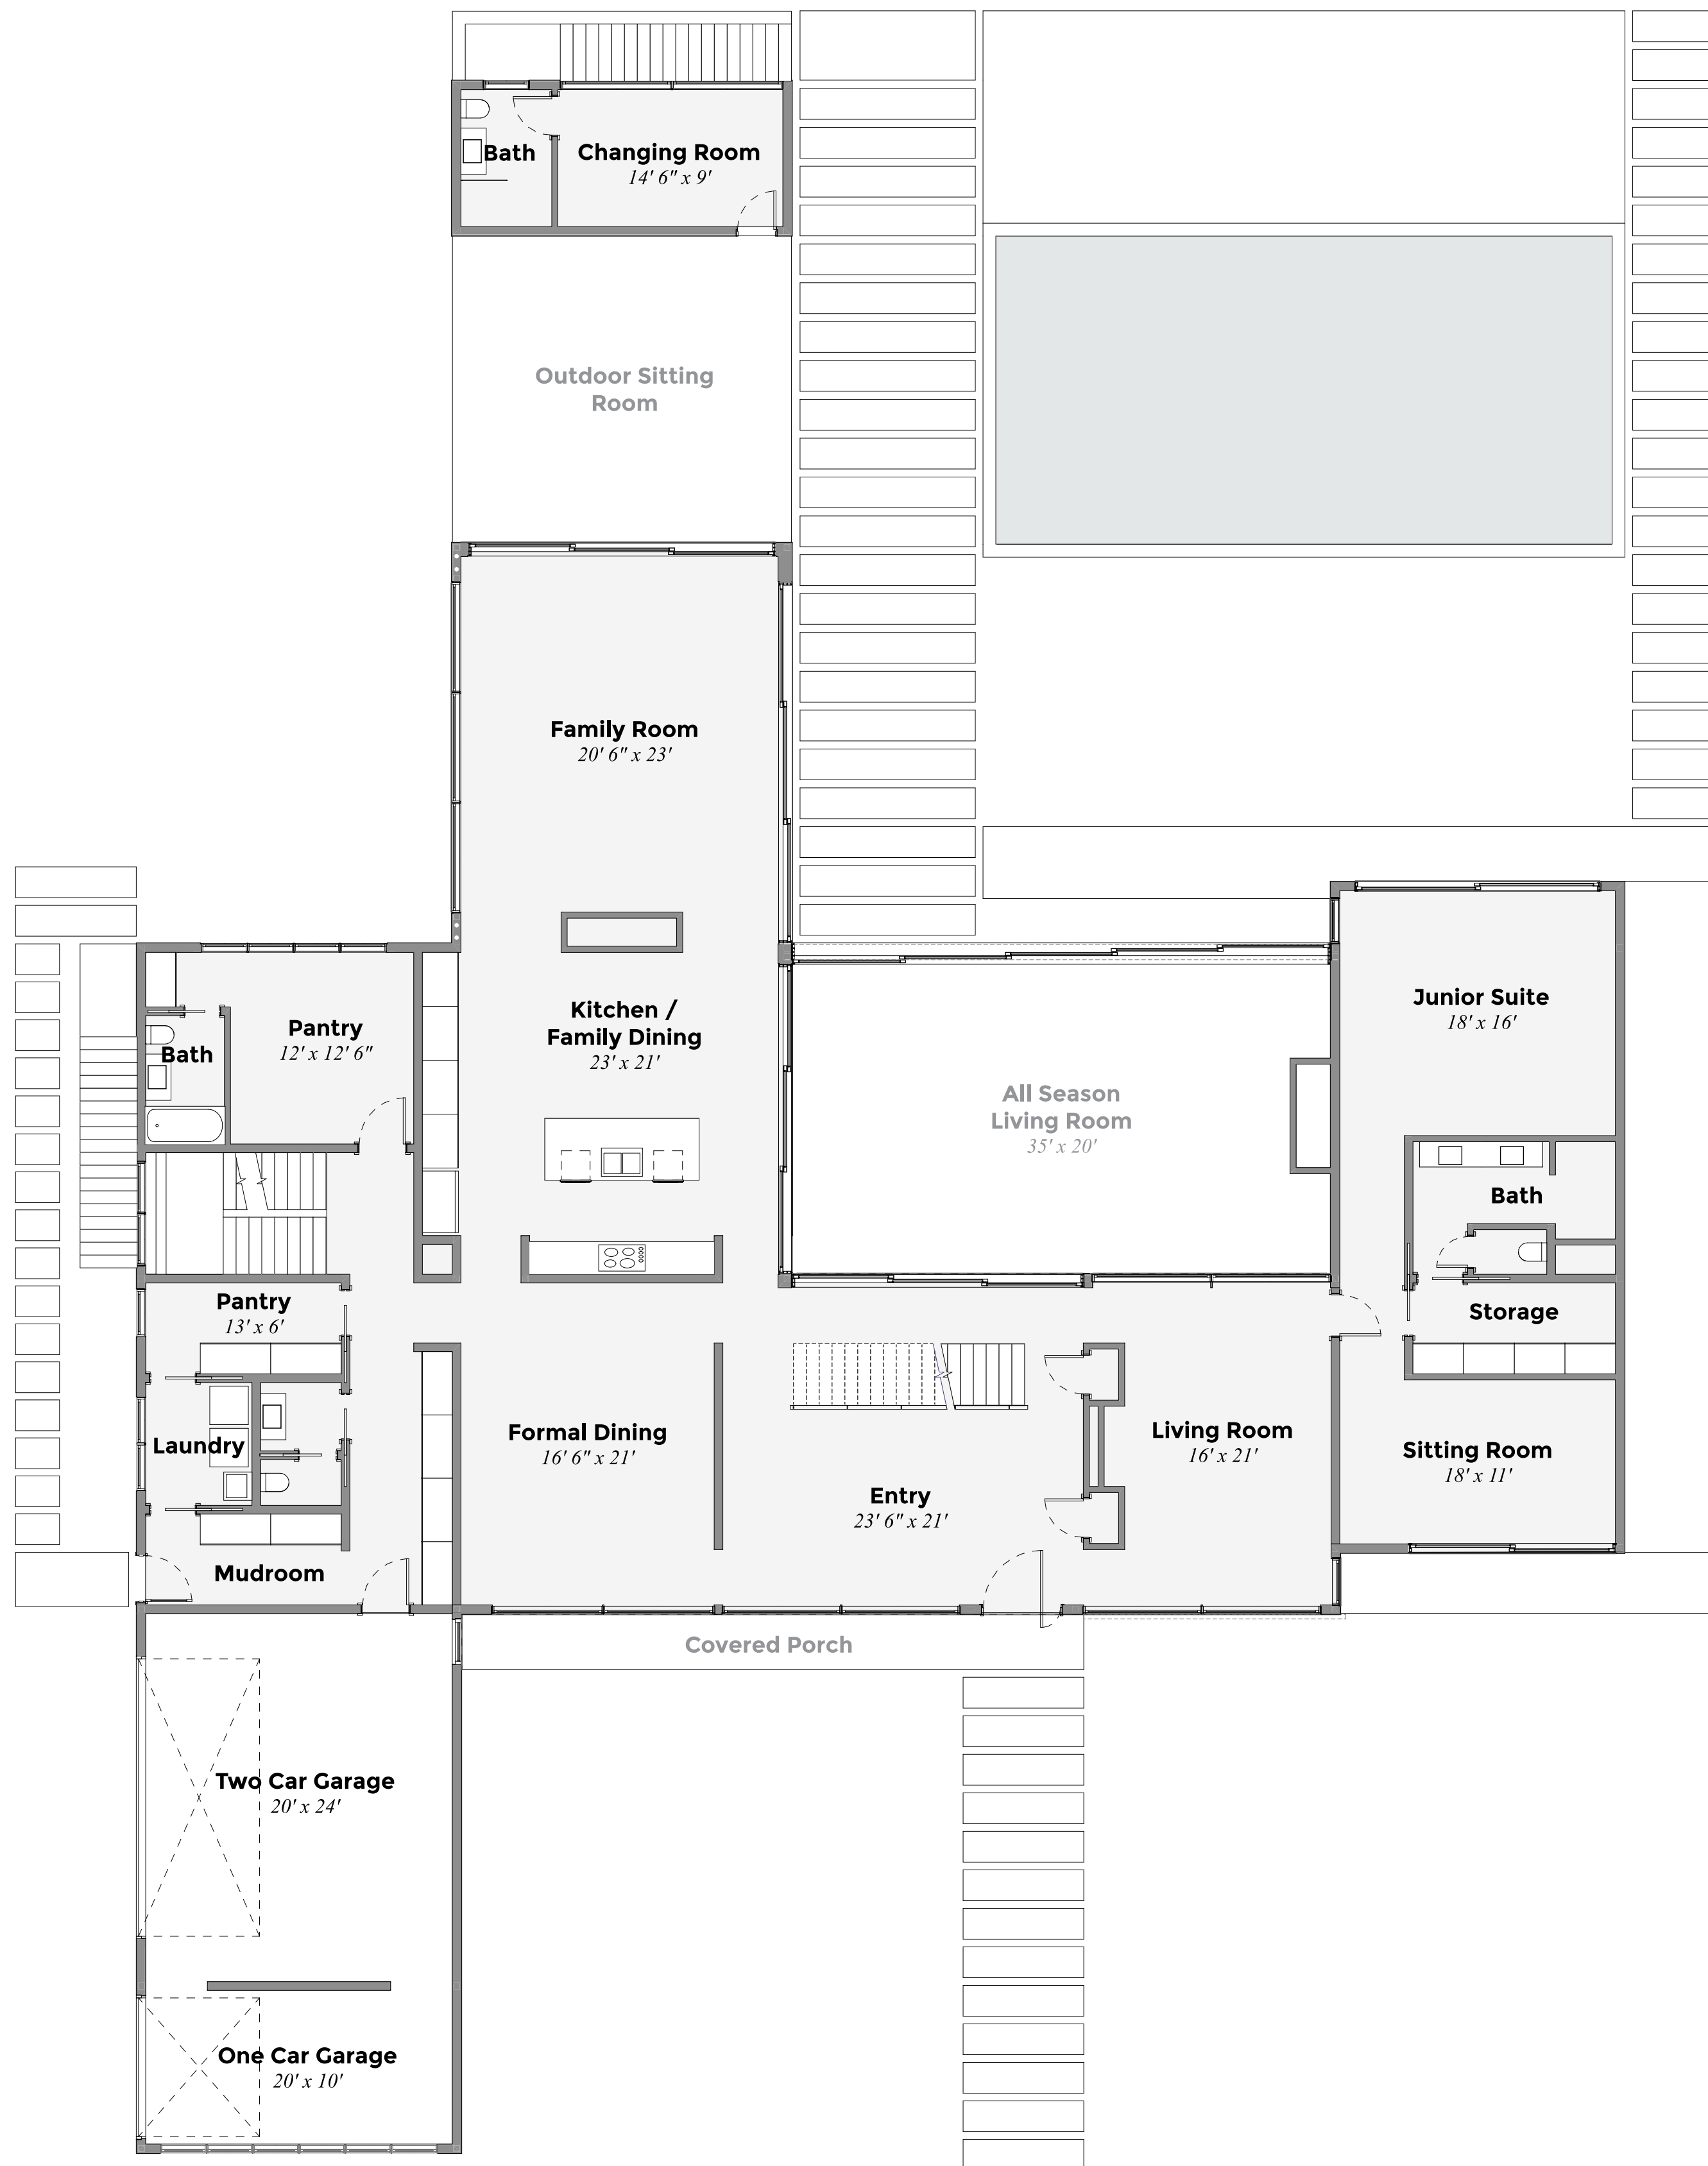 Bath
Changing Room
14' 6" x 9'
Outdoor Sitting
Room
Family Room
20' 6" x 23'
Kitchen /
Family Dining
23' x 21'
Pantry
12' x 12' 6"
Bath
All Season
Living Room
35' x 20'
Junior Suite
18' x 16'
Bath
Storage
Pantry
13' x 6'
Laundry
Formal Dining
16' 6" x 21'
Entry
23' 6" x 21'
Living Room
16' x 21'
Sitting Room
18' x 11'
Mudroom
Covered Porch
Two Car Garage
20' x 24'
One Car Garage
20' x 10'